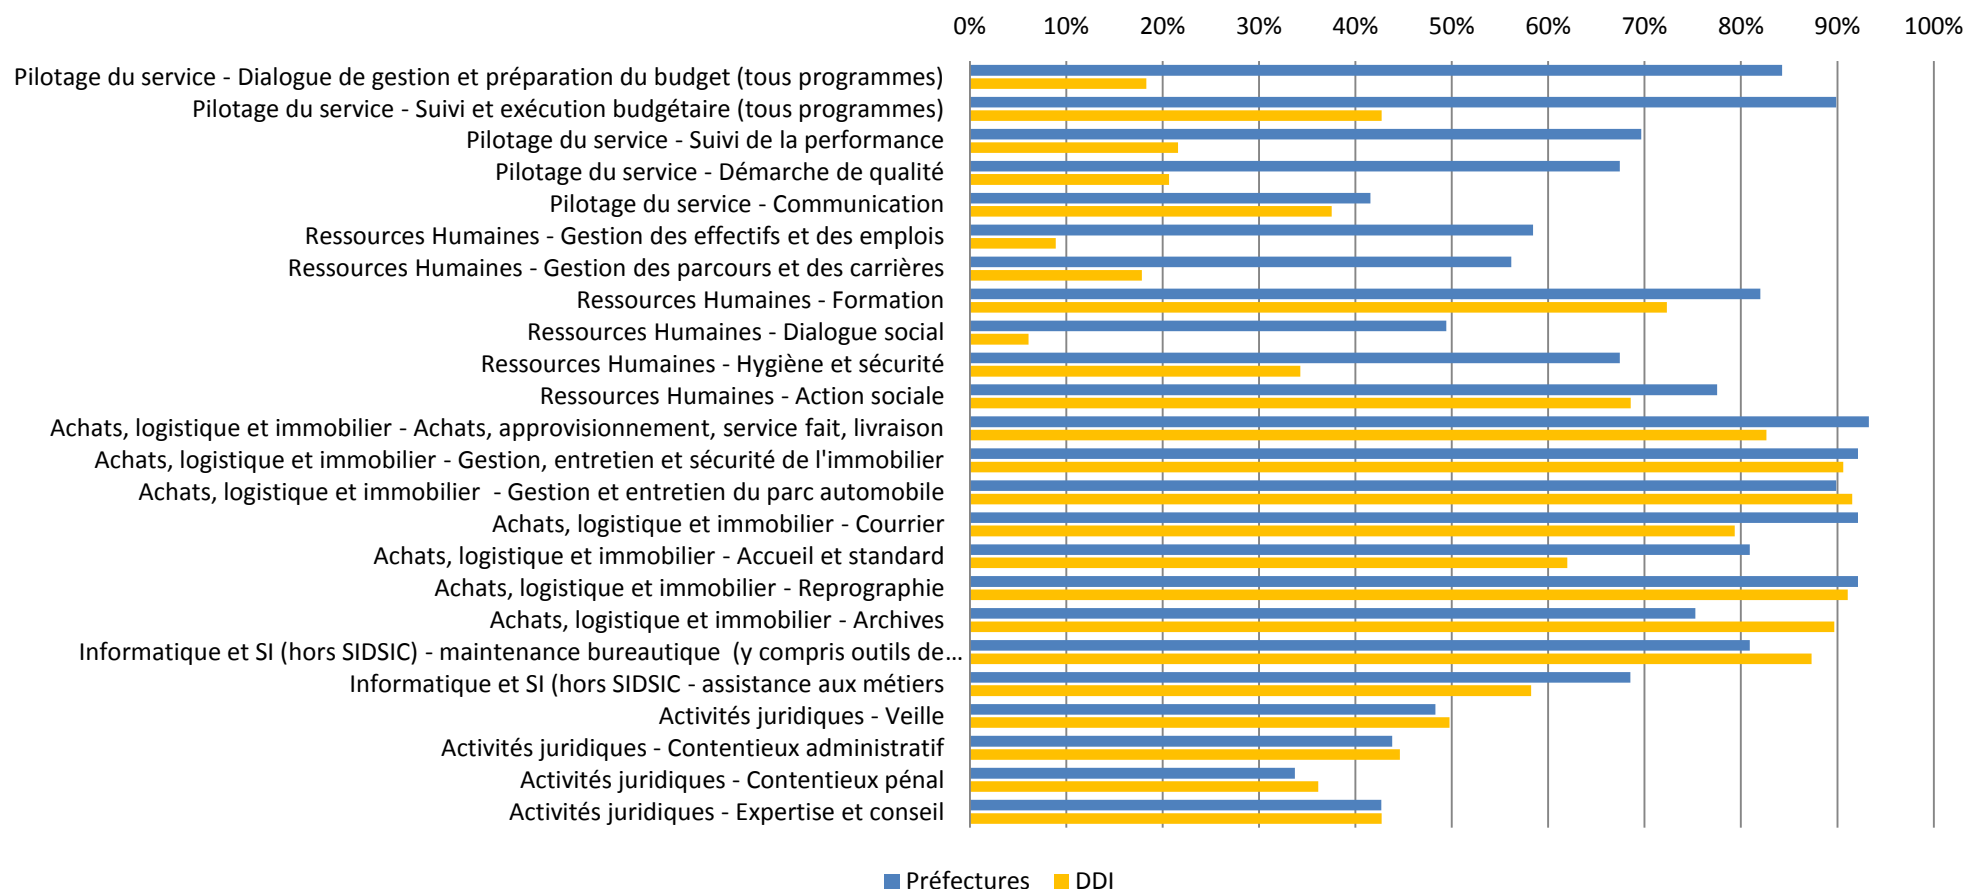 0% 10% 20% 30% 40% 50% 60% 70% 80% 90% 100%
Pilotage du service - Dialogue de gestion et préparation du budget (tous programmes)
Pilotage du service - Suivi et exécution budgétaire (tous programmes)
Pilotage du service - Suivi de la performance
Pilotage du service - Démarche de qualité
Pilotage du service - Communication
Ressources Humaines - Gestion des effectifs et des emplois
Ressources Humaines - Gestion des parcours et des carrières
Ressources Humaines - Formation
Ressources Humaines - Dialogue social
Ressources Humaines - Hygiène et sécurité
Ressources Humaines - Action sociale
Achats, logistique et immobilier - Achats, approvisionnement, service fait, livraison
Achats, logistique et immobilier - Gestion, entretien et sécurité de l'immobilier
Achats, logistique et immobilier  - Gestion et entretien du parc automobile
Achats, logistique et immobilier - Courrier
Achats, logistique et immobilier - Accueil et standard
Achats, logistique et immobilier - Reprographie
Achats, logistique et immobilier - Archives
Informatique et SI (hors SIDSIC) - maintenance bureautique  (y compris outils de…
Informatique et SI (hors SIDSIC - assistance aux métiers
Activités juridiques - Veille
Activités juridiques - Contentieux administratif
Activités juridiques - Contentieux pénal
Activités juridiques - Expertise et conseil
Préfectures DDI